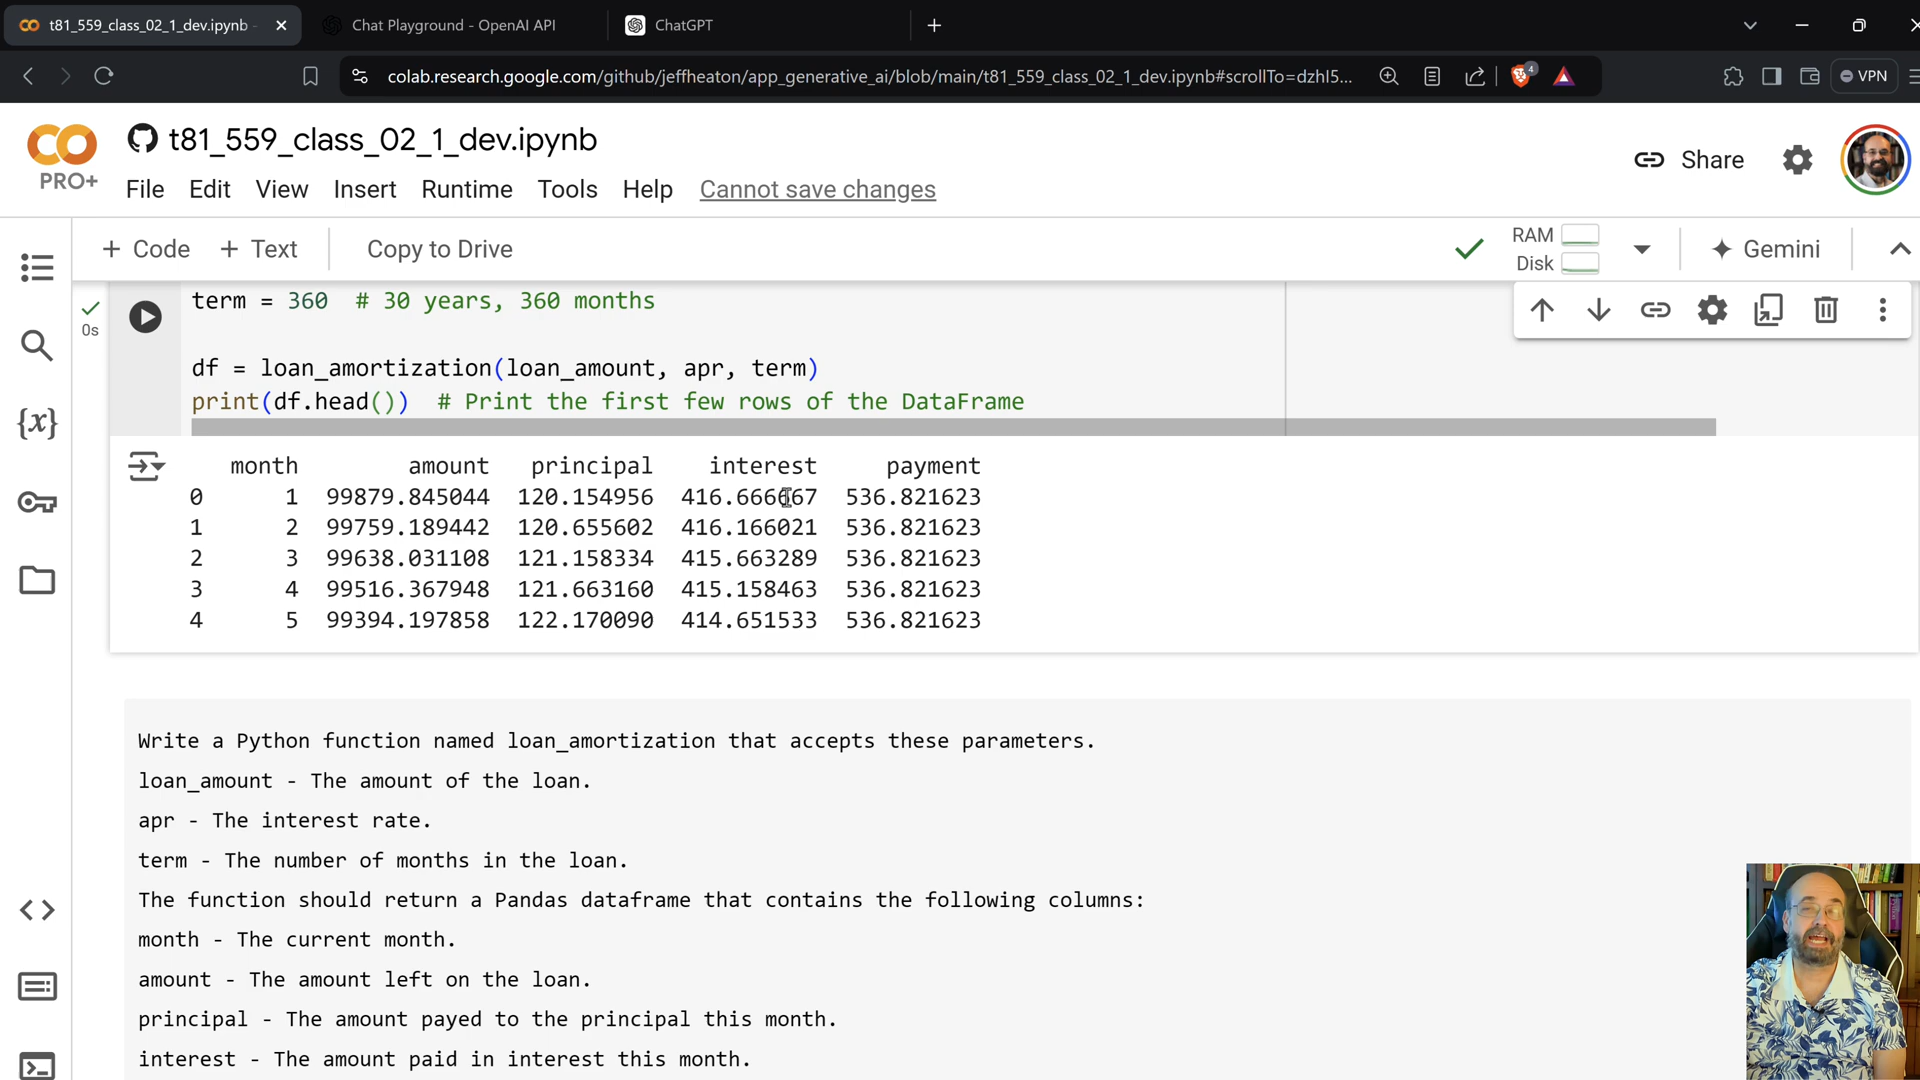 t81_559_class_02_1_dev.ipynb
Chat Playground - OpenAI API
ChatGPT
colab.research.google.com/github/jeffheaton/app_generative_ai/blob/main/t81_559_class_02_1_dev.ipynb#scrollTo=dzhI5...
4
VPN
t81_559_class_02_1_dev.ipynb
PRO+
File Edit View Insert Runtime Tools Help Cannot save changes
Share
+ Code + Text Copy to Drive
RAM
Disk
Gemini
0s
term = 360 # 30 years, 360 months
df = loan_amortization(loan_amount, apr, term)
print(df.head()) # Print the first few rows of the DataFrame
month amount principal interest payment
0 1 99879.845044 120.154956 416.666667 536.821623
1 2 99759.189442 120.655602 416.166021 536.821623
2 3 99638.031108 121.158334 415.663289 536.821623
3 4 99516.367948 121.663160 415.158463 536.821623
4 5 99394.197858 122.170090 414.651533 536.821623
Write a Python function named loan_amortization that accepts these parameters.
loan_amount - The amount of the loan.
apr - The interest rate.
term - The number of months in the loan.
The function should return a Pandas dataframe that contains the following columns:
month - The current month.
amount - The amount left on the loan.
principal - The amount payed to the principal this month.
interest - The amount paid in interest this month.